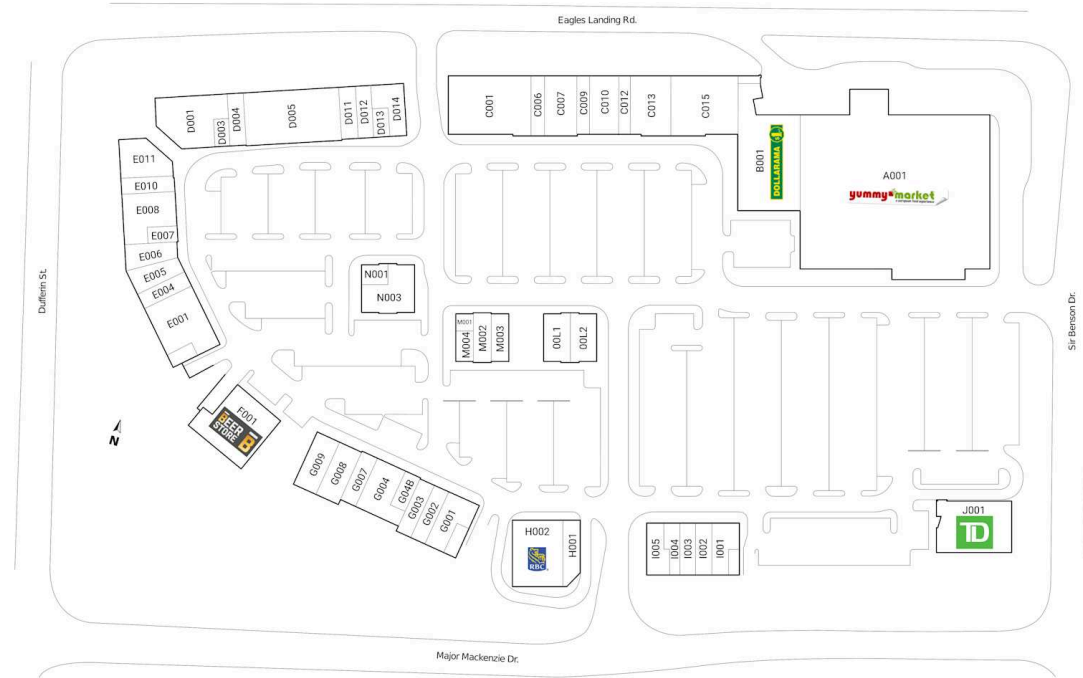 Eagles Landing Rd.
D001
D003
D004
D005
D011
D012
D013
D014
C001
C006
C007
C009
C010
C012
C013
C015
B001
DOLLARAMA
A001
yummy market
E011
E010
E008
E007
E006
E005
E004
E001
N001
N003
M001
M004
M002
M003
00L1
00L2
Dufferin St.
Sir Benson Dr.
N
F001
BEER
STORE
B
G009
G008
G007
G004
G04B
G003
G002
G001
H002
H001
RBC
I005
I004
I003
I002
I001
J001
TD
Major Mackenzie Dr.